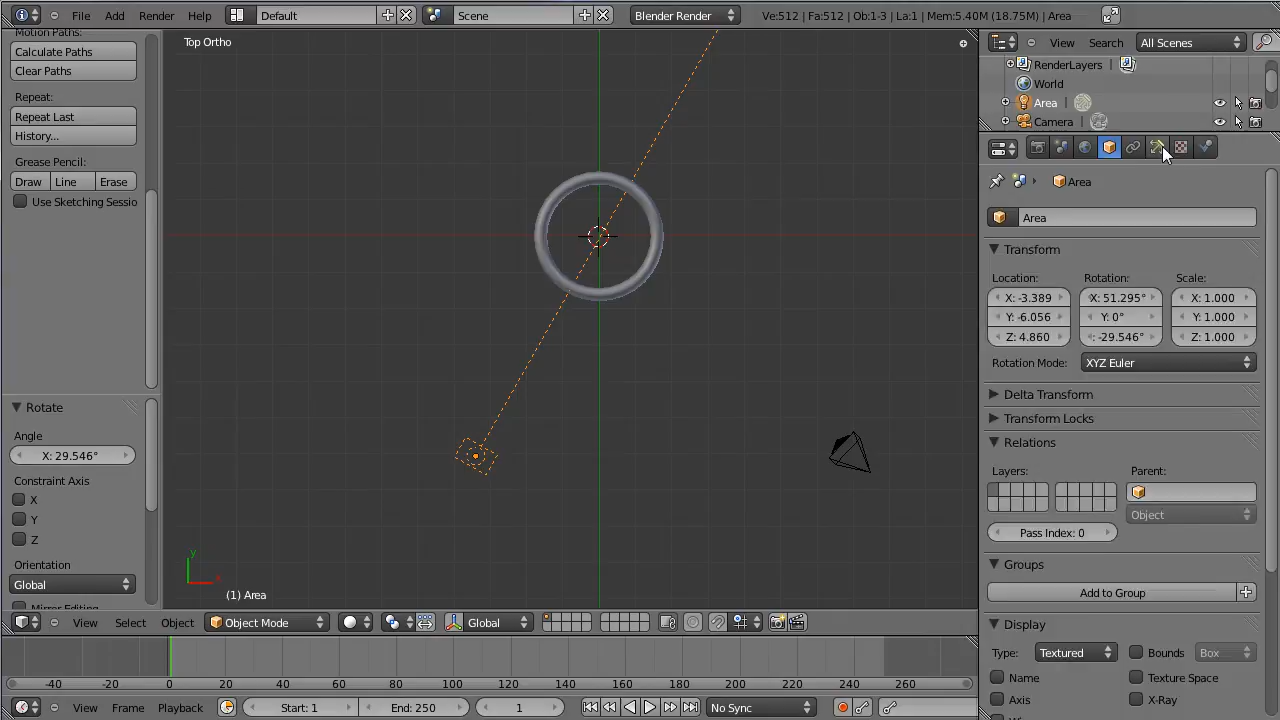 File Add Render Help Default Scene Blender Render Ve:512 | Fa:512 | Ob:1-3 | La:1 | Mem:5.40M (18.75M) | Area
Motion Paths:
Calculate Paths
Clear Paths
Repeat:
Repeat Last
History...
Grease Pencil:
Draw Line Erase
Use Sketching Sessio
Rotate
Angle
X: 29.546°
Constraint Axis
X
Y
Z
Orientation
Global
Top Ortho
y
x
(1) Area
View Select Object Object Mode Global
-40 -20 0 20 40 60 80 100 120 140 160 180 200 220 240 260
View Frame Playback Start: 1 End: 250 1 No Sync
View Search All Scenes
RenderLayers |
World
Area |
Camera |
Area
Area
Transform
Location: Rotation: Scale:
X: -3.389 X: 51.295° X: 1.000
Y: -6.056 Y: 0° Y: 1.000
Z: 4.860 : -29.546° Z: 1.000
Rotation Mode: XYZ Euler
Delta Transform
Transform Locks
Relations
Layers: Parent:
Object
Pass Index: 0
Groups
Add to Group
Display
Type: Textured Bounds Box
Name Texture Space
Axis X-Ray